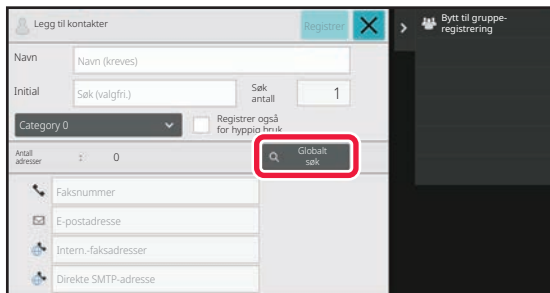 Legg til kontakter
Registrer
Bytt til gruppe-
registrering
Navn
Navn (kreves)
Initial
Søk (valgfri.)
Søk
antall
1
Category 0
Registrer også
for hyppig bruk
Antall
adresser
:
0
Globalt
søk
Faksnummer
E-postadresse
Intern.-faksadresser
Direkte SMTP-adresse